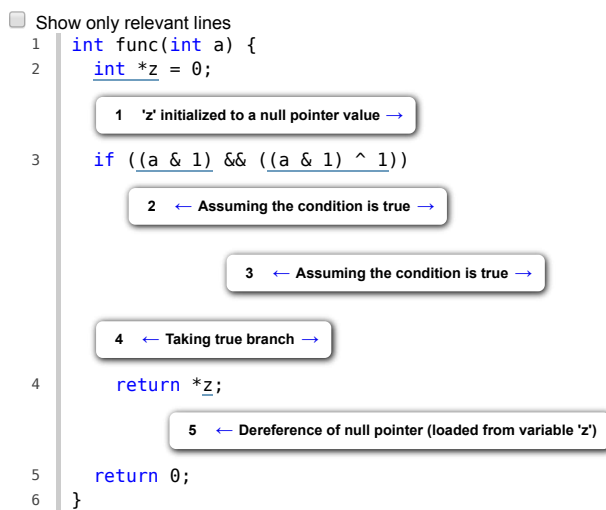 Show only relevant lines
1 int func(int a) {
2 int *z = 0;
1 'z' initialized to a null pointer value →
3 if ((a & 1) && ((a & 1) ^ 1))
2 ← Assuming the condition is true →
3 ← Assuming the condition is true →
4 ← Taking true branch →
4 return *z;
5 ← Dereference of null pointer (loaded from variable 'z')
5 return 0;
6 }